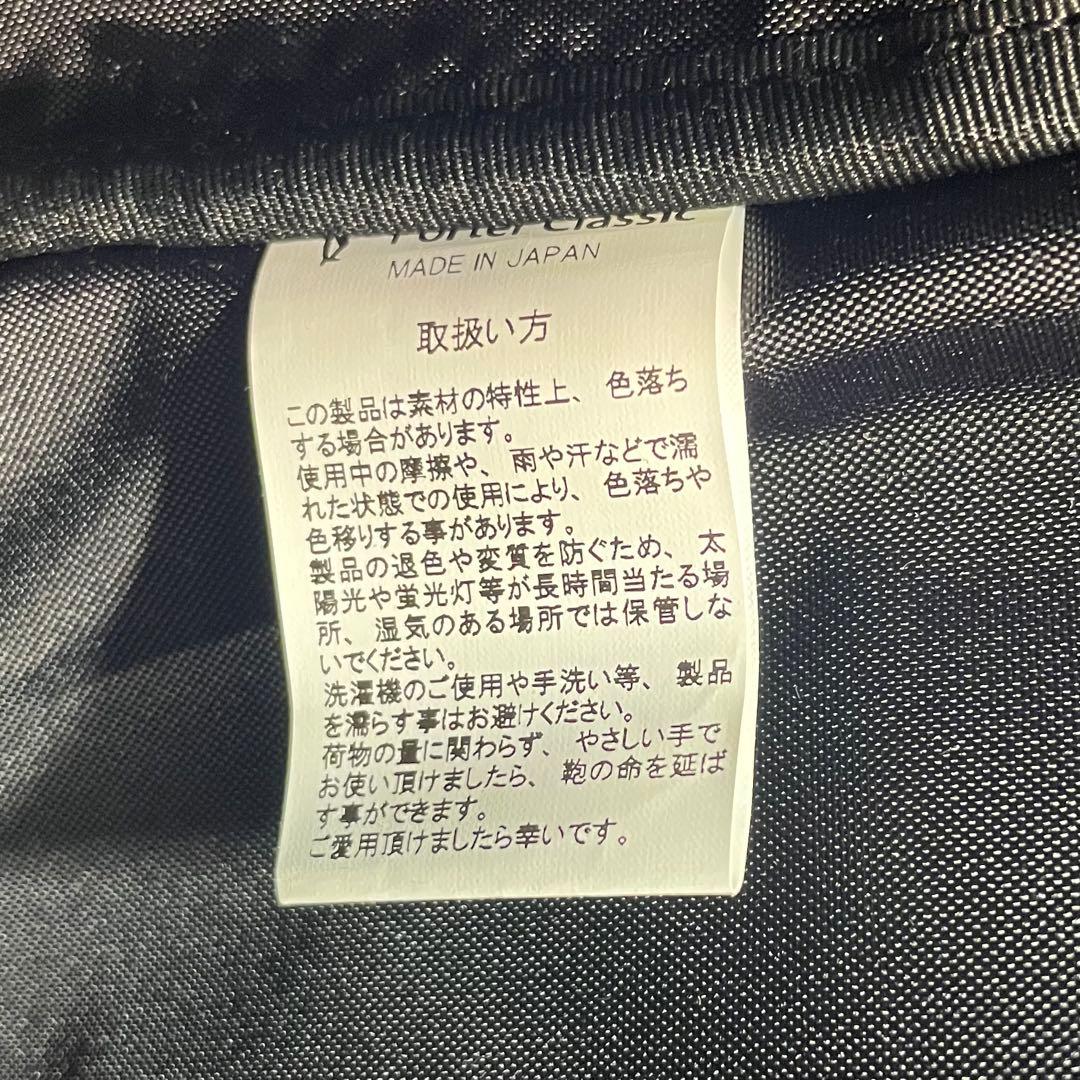 Porter Classic
MADE IN JAPAN
取扱い方
この製品は素材の特性上、色落ち
する場合があります。
使用中の摩擦や、雨や汗などで濡
れた状態での使用により、色落ちや
色移りする事があります。
製品の退色や変質を防ぐため、太
陽光や蛍光灯等が長時間当たる場
所、湿気のある場所では保管しな
いでください。
洗濯機のご使用や手洗い等、製品
を濡らす事はお避けください。
荷物の量に関わらず、やさしい手で
お使い頂けましたら、鞄の命を延ば
す事ができます。
ご愛用頂けましたら幸いです。